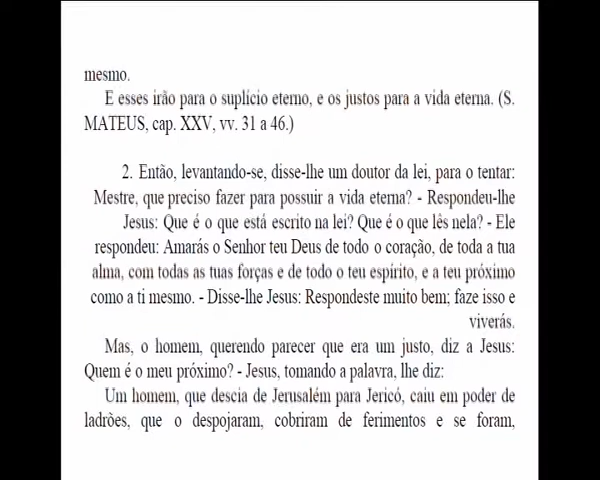 mesmo.
E esses irão para o suplício eterno, e os justos para a vida eterna. (S.
MATEUS, cap. XXV, vv. 31 a 46.)
2. Então, levantando-se, disse-lhe um doutor da lei, para o tentar:
Mestre, que preciso fazer para possuir a vida eterna? - Respondeu-lhe
Jesus: Que é o que está escrito na lei? Que é o que lês nela? - Ele
respondeu: Amarás o Senhor teu Deus de todo o coração, de toda a tua
alma, com todas as tuas forças e de todo o teu espírito, e a teu próximo
como a ti mesmo. - Disse-lhe Jesus: Respondeste muito bem; faze isso e
viverás.
Mas, o homem, querendo parecer que era um justo, diz a Jesus:
Quem é o meu próximo? - Jesus, tomando a palavra, lhe diz:
Um homem, que descia de Jerusalém para Jericó, caiu em poder de
ladrões, que o despojaram, cobriram de ferimentos e se foram,